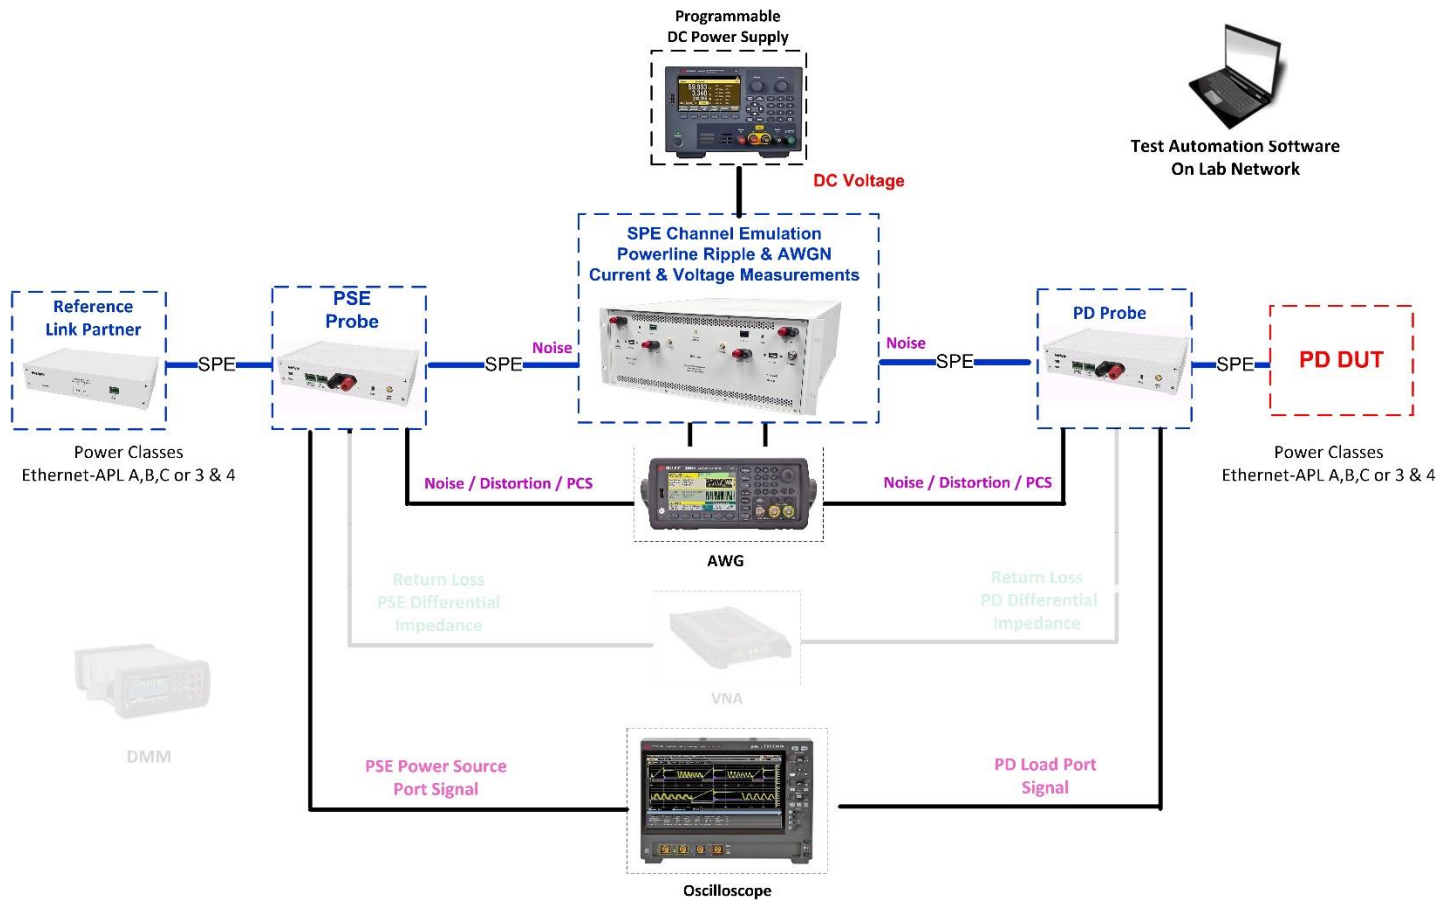 Programmable
DC Power Supply
Test Automation Software
On Lab Network
DC Voltage
SPE Channel Emulation
Powerline Ripple & AWGN
Current & Voltage Measurements
Reference
Link Partner
PSE
Probe
PD Probe
PD DUT
SPE
SPE
Noise
Noise
SPE
SPE
Power Classes
Ethernet-APL A,B,C or 3 & 4
Power Classes
Ethernet-APL A,B,C or 3 & 4
Noise / Distortion / PCS
Noise / Distortion / PCS
AWG
Return Loss
PSE Differential
Impedance
Return Loss
PD Differential
Impedance
VNA
DMM
PSE Power Source
Port Signal
PD Load Port
Signal
Oscilloscope